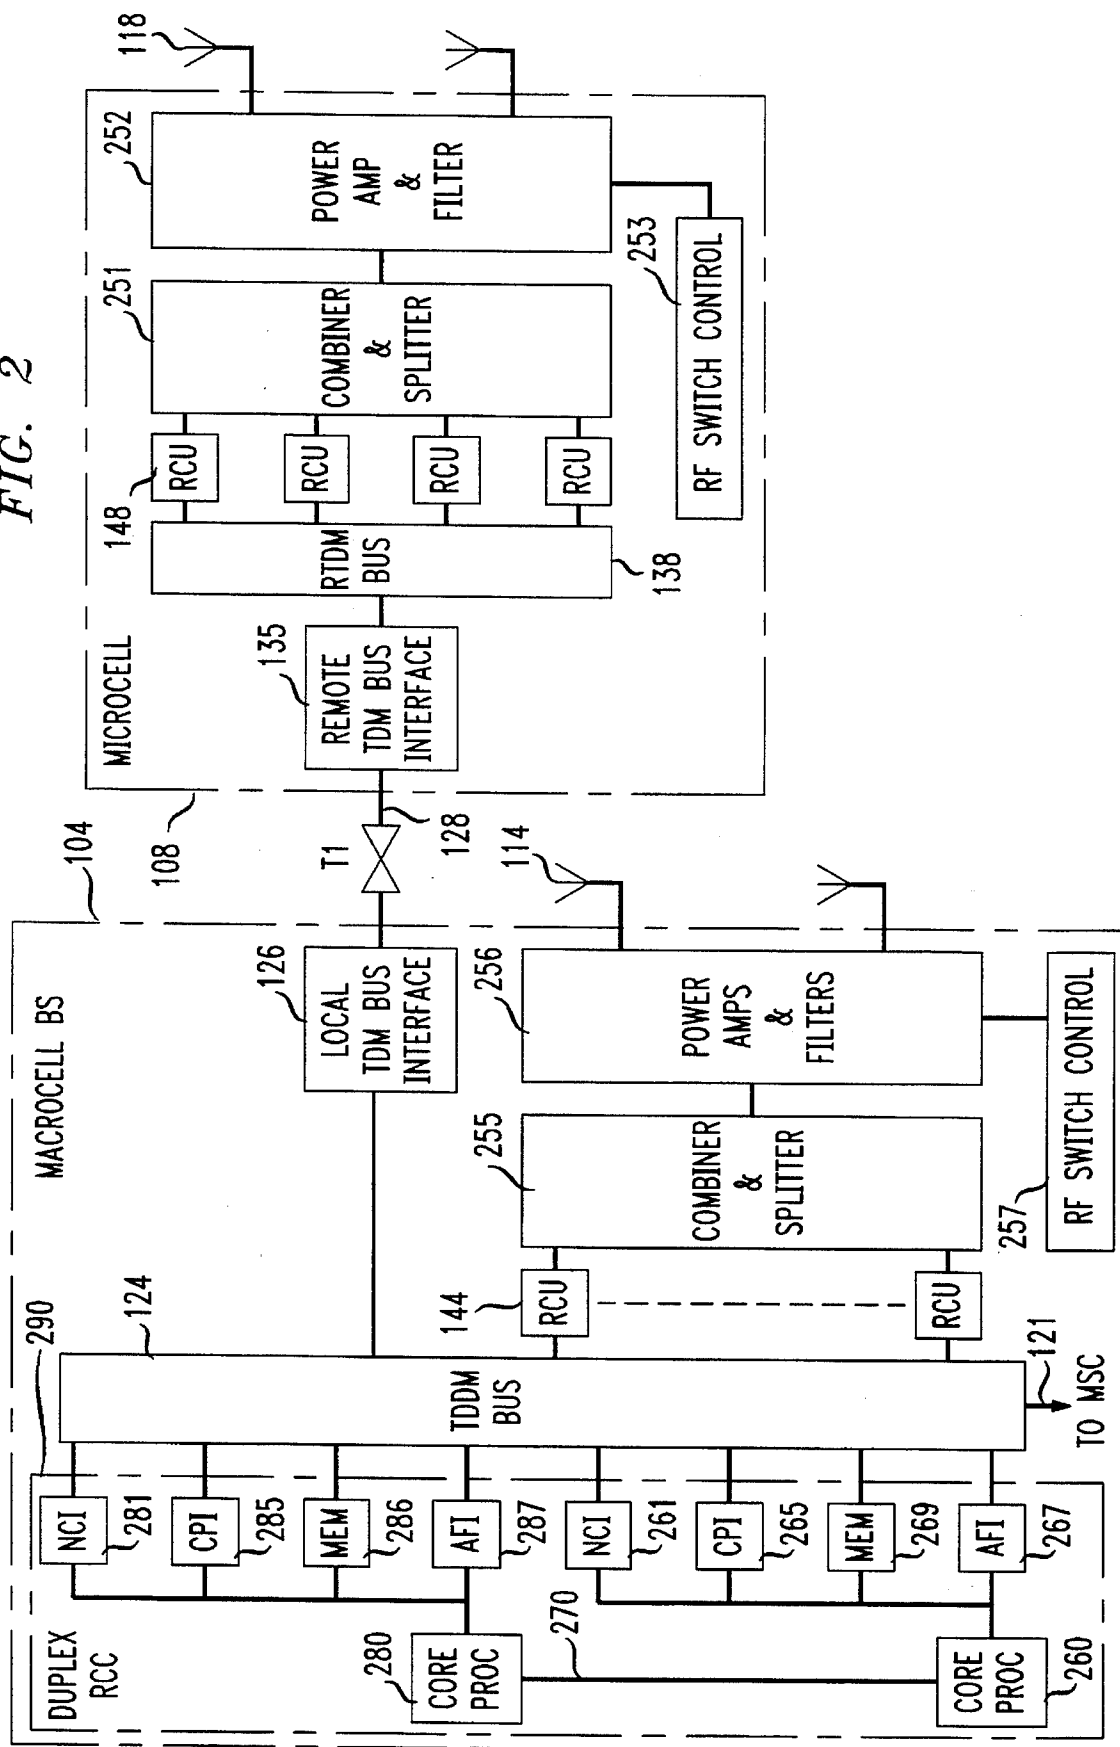 FIG. 2
104
MACROCELL BS
290
DUPLEX
RCC
NCI
281
CPI
285
MEM
286
AFI
287
280
CORE
PROC
270
NCI
261
CPI
265
MEM
269
AFI
267
CORE
PROC
260
124
TDDM
BUS
121
TO MSC
126
LOCAL
TDM BUS
INTERFACE
144
RCU
RCU
255
COMBINER
&
SPLITTER
256
POWER
AMPS
&
FILTERS
257
RF SWITCH CONTROL
114
T1
128
108
MICROCELL
135
REMOTE
TDM BUS
INTERFACE
RTDM
BUS
138
148
RCU
RCU
RCU
RCU
251
COMBINER
&
SPLITTER
252
POWER
AMP
&
FILTER
253
RF SWITCH CONTROL
118